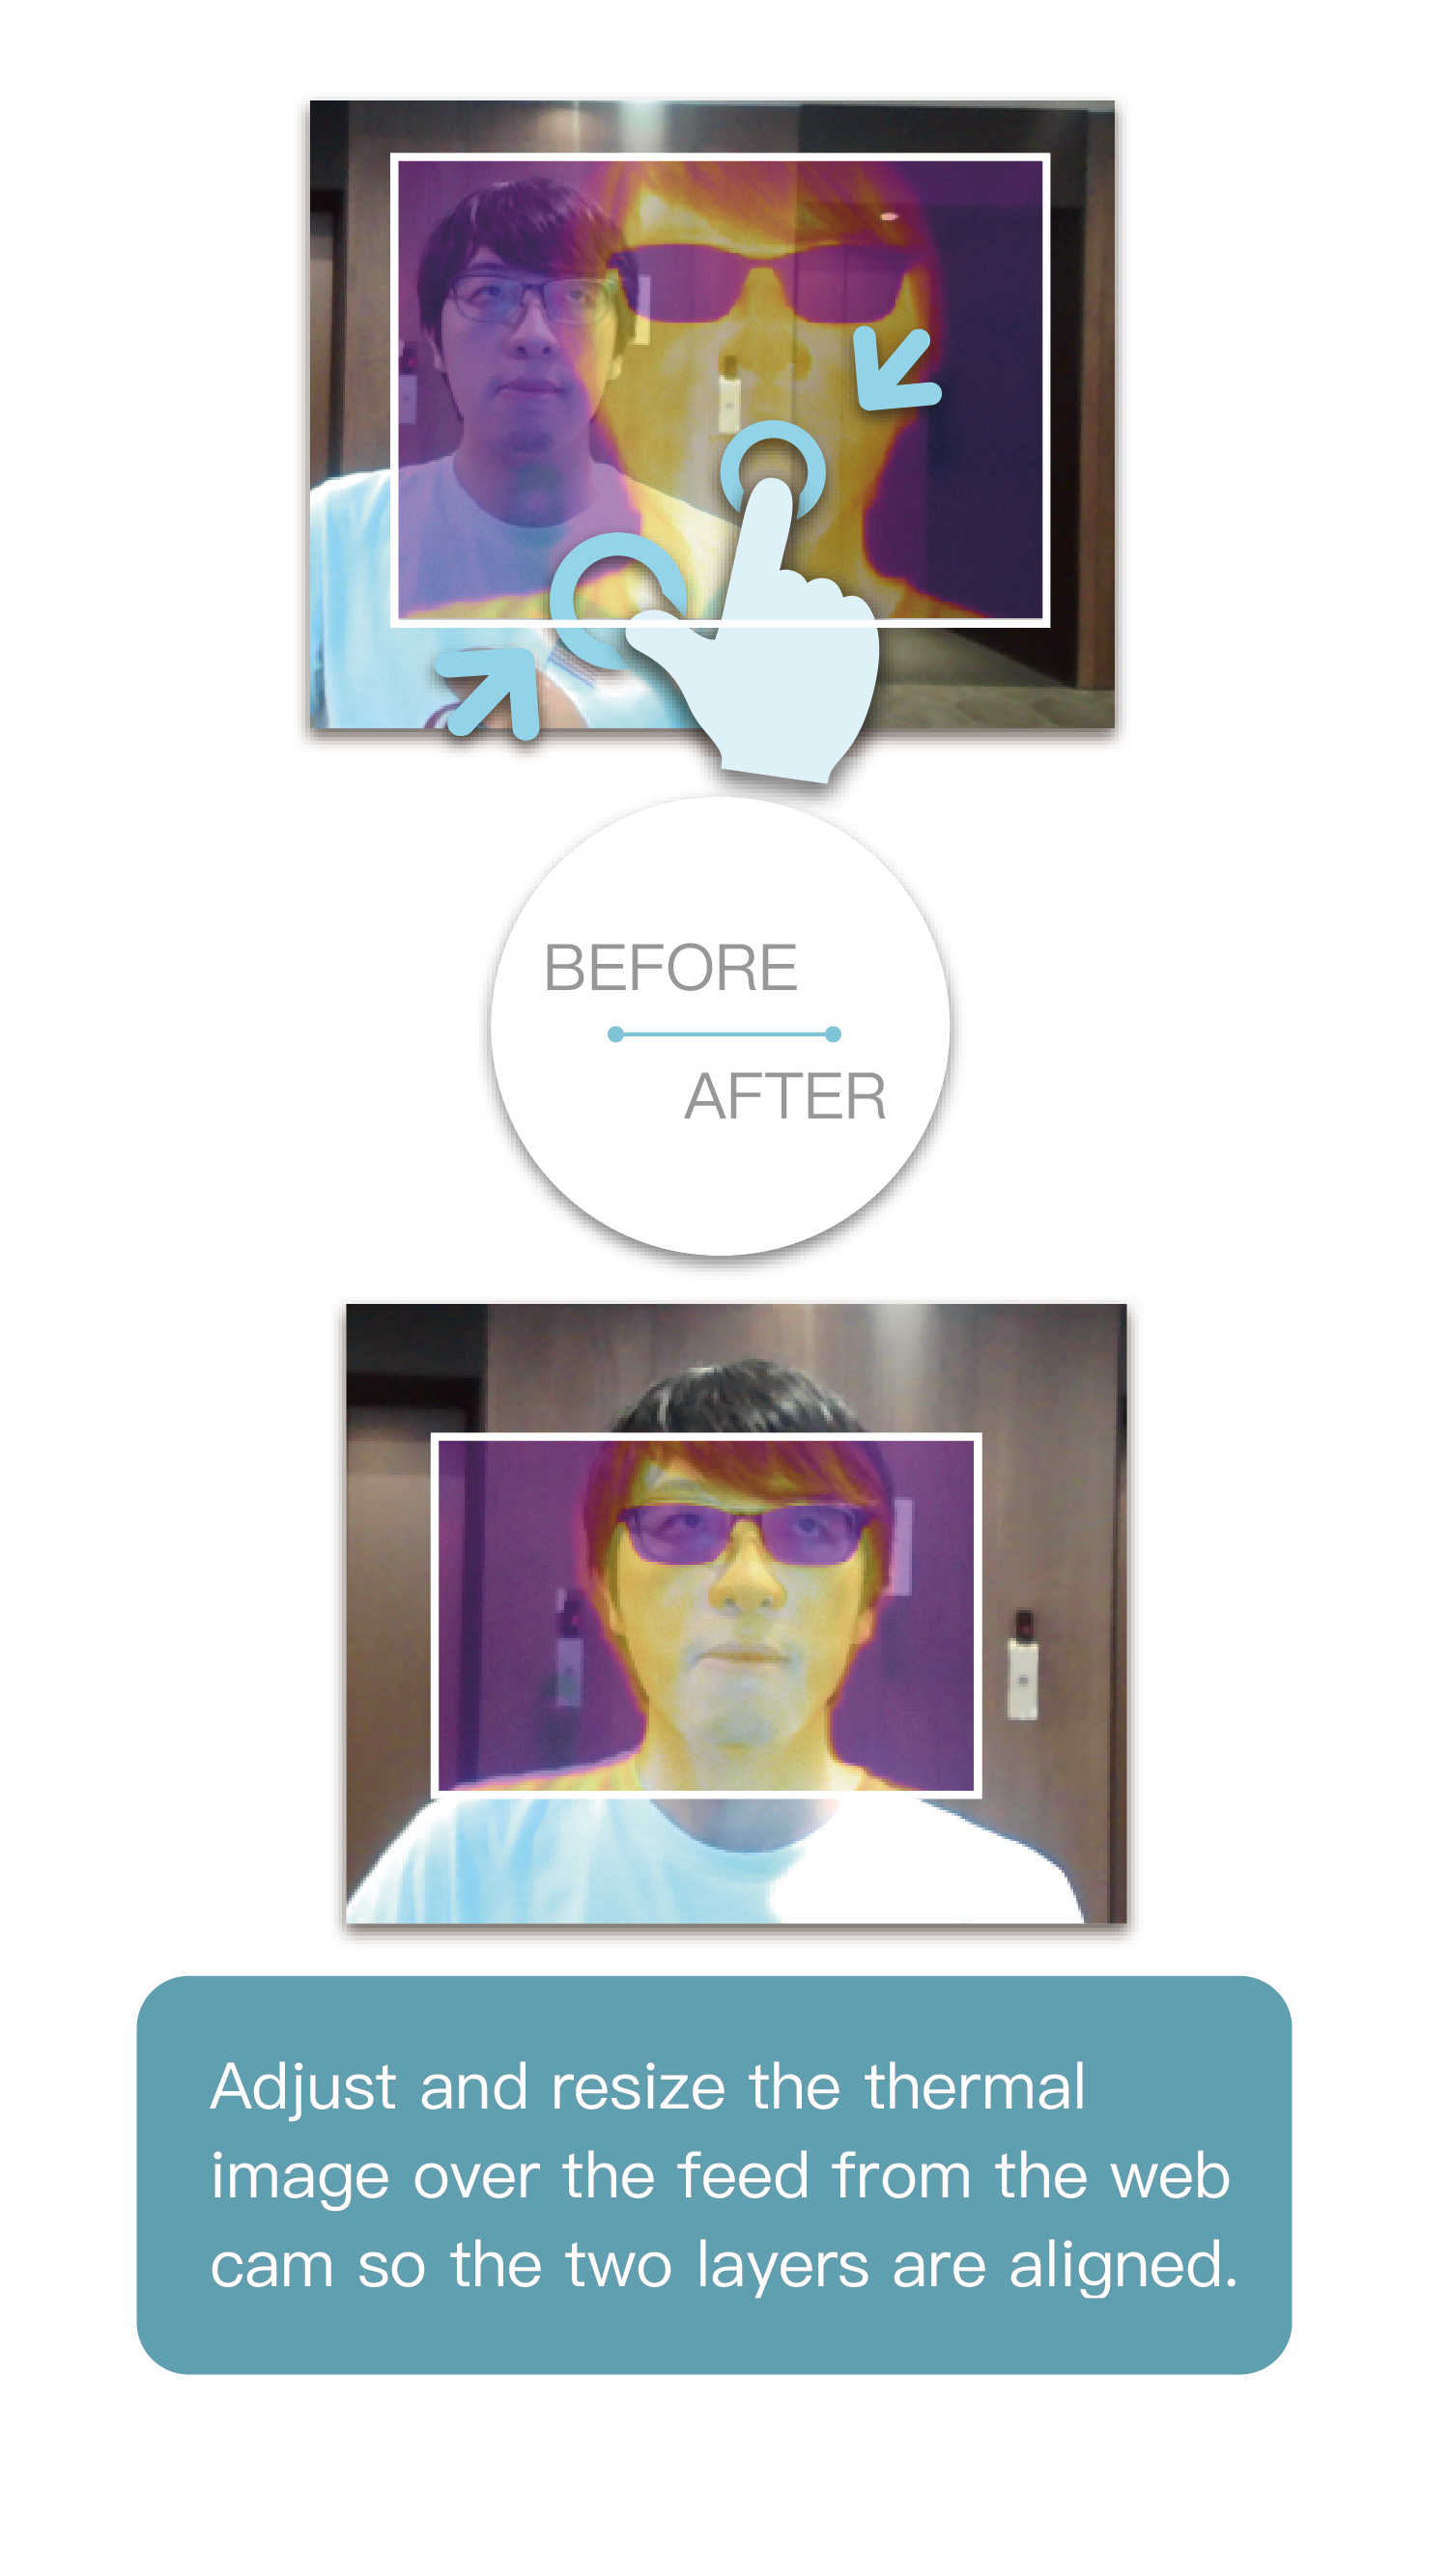 BEFORE
AFTER
Adjust and resize the thermal
image over the feed from the web
cam so the two layers are aligned.